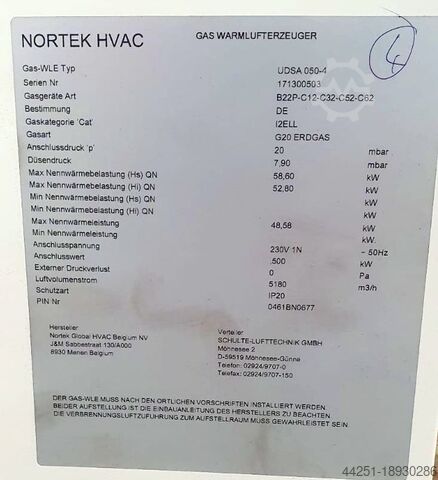 NORTEK HVAC GAS WARMLUFTERZEUGER 4
Gas-WLE Typ UDSA 050-4
Serien Nr 171300503
Gasgeräte Art B22P-C12-C32-C52-C62
Bestimmung DE
Gaskategorie 'Cat' I2ELL
Gasart G20 ERDGAS
Anschlussdruck 'p' 20 mbar
Düsendruck 7,90 mbar
Max Nennwärmebelastung (Hs) QN 58,60 kW
Max Nennwärmebelastung (Hi) QN 52,80 kW
Min Nennwärmebelastung (Hs) QN kW
Min Nennwärmebelastung (Hi) QN kW
Max Nennwärmeleistung 48,58 kW
Min Nennwärmeleistung kW
Anschlusspannung 230V 1N ~ 50Hz
Anschlusswert .500 kW
Externer Druckverlust 0 Pa
Luftvolumenstrom 5180 m3/h
Schutzart IP20
PIN Nr 0461BN0677
Hersteller
Nortek Global HVAC Belgium NV
J&M Sabbestraat 130/A000
8930 Menen Belgium
Verteiler
SCHULTE-LUFTTECHNIK GMBH
Möhnesee 2
D-59519 Möhnesee-Günne
Telefon: 02924/9707-0
Telefax: 02924/9707-150
DER GAS-WLE MUSS NACH DEN ORTLICHEN VORSCHRIFTEN INSTALLIERT WERDEN
BEIDER AUFSTELLUNG IST DIE EINBAUANLEITUNG DES HERSTELLERS ZU BEACHTEN
DIE VERBRENNUNGSLUFTZUFÜHRUNG ZUM AUFSTELLRAUM MUSS GEWÄHRLEISTET SEIN
44251-18930286